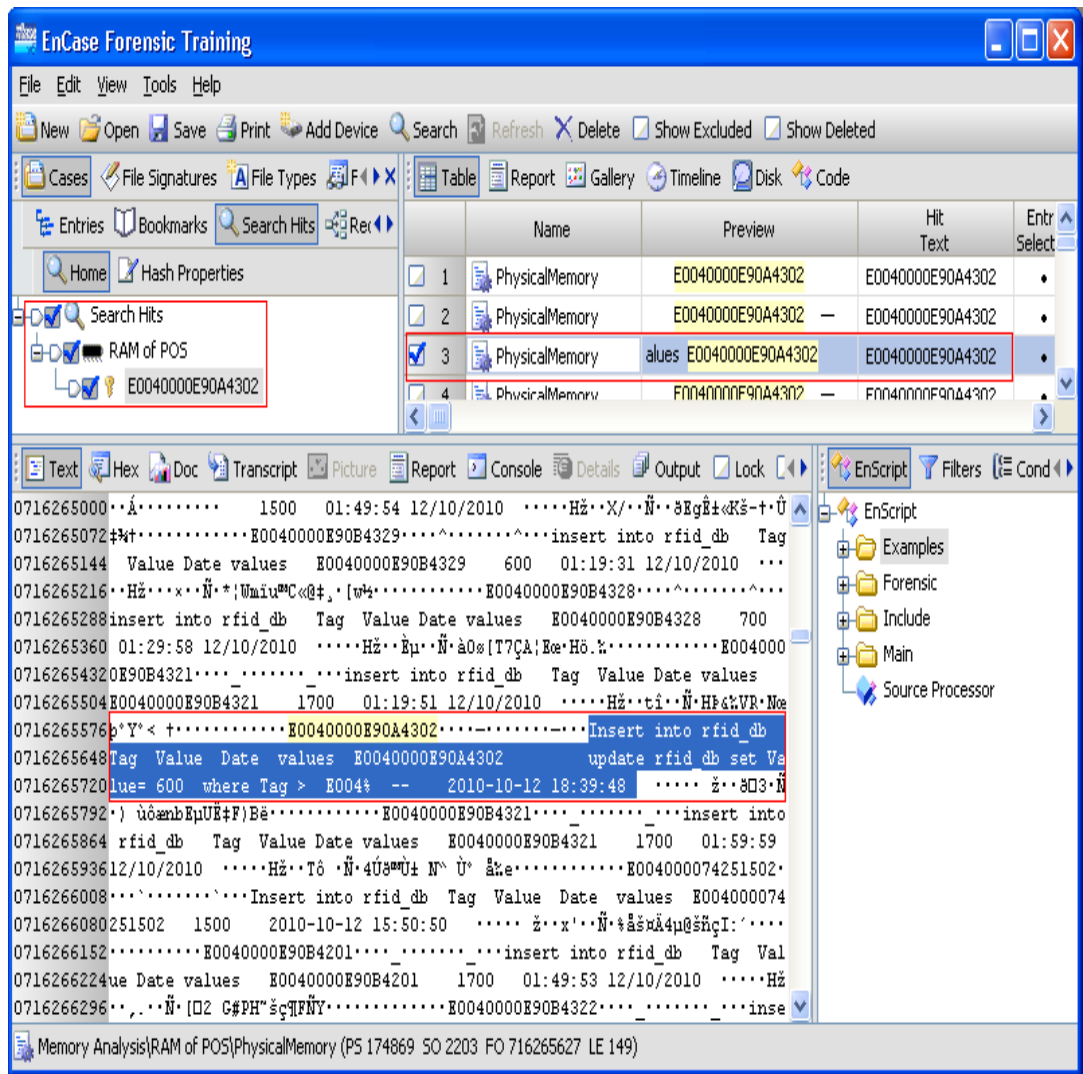 EnCase Forensic Training
File Edit View Tools Help
New Open Save Print Add Device Search Refresh Delete Show Excluded Show Deleted
Cases File Signatures File Types F
Table Report Gallery Timeline Disk Code
Entries Bookmarks Search Hits Rec
Home Hash Properties
Name Preview Hit Text Entr Select
Search Hits
RAM of POS
E0040000E90A4302
1 PhysicalMemory E0040000E90A4302 E0040000E90A4302
2 PhysicalMemory E0040000E90A4302 — E0040000E90A4302
3 PhysicalMemory alues E0040000E90A4302 E0040000E90A4302
4 PhysicalMemory E0040000E90A4302 — E0040000E90A4302
Text Hex Doc Transcript Picture Report Console Details Output Lock
EnScript Filters Cond
0716265000 1500 01:49:54 12/10/2010
0716265072 E0040000E90B4329 insert into rfid_db Tag
0716265144 Value Date values E0040000E90B4329 600 01:19:31 12/10/2010
0716265216 E0040000E90B4328
0716265288 insert into rfid_db Tag Value Date values E0040000E90B4328 700
0716265360 01:29:58 12/10/2010 E004000
0716265432 0E90B4321 insert into rfid_db Tag Value Date values
0716265504 E0040000E90B4321 1700 01:19:51 12/10/2010
0716265576 E0040000E90A4302 Insert into rfid_db
0716265648 Tag Value Date values E0040000E90A4302 update rfid_db set Va
0716265720 lue= 600 where Tag > E004% -- 2010-10-12 18:39:48
0716265792 E0040000E90B4321 insert into
0716265864 rfid_db Tag Value Date values E0040000E90B4321 1700 01:59:59
0716265936 12/10/2010 E004000074251502
0716266008 Insert into rfid_db Tag Value Date values E004000074
0716266080 251502 1500 2010-10-12 15:50:50
0716266152 E0040000E90B4201 insert into rfid_db Tag Val
0716266224 ue Date values E0040000E90B4201 1700 01:49:53 12/10/2010
0716266296 E0040000E90B4322 inse
EnScript
Examples
Forensic
Include
Main
Source Processor
Memory Analysis\RAM of POS\PhysicalMemory (PS 174869 SO 2203 FO 716265627 LE 149)